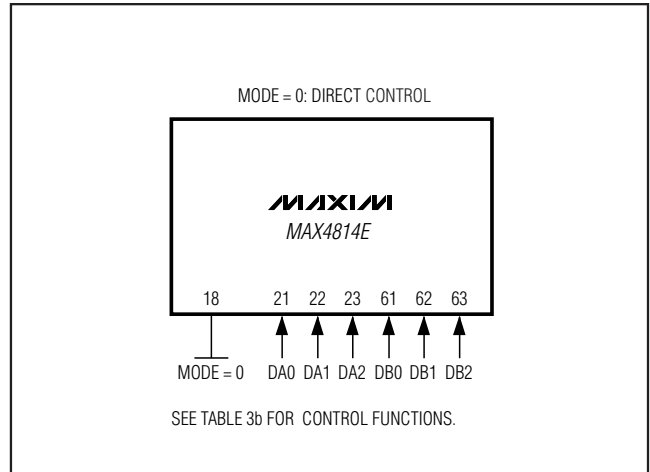 MODE = 0: DIRECT CONTROL
MAXIM
MAX4814E
18 21 22 23 61 62 63
MODE = 0 DA0 DA1 DA2 DB0 DB1 DB2
SEE TABLE 3b FOR CONTROL FUNCTIONS.